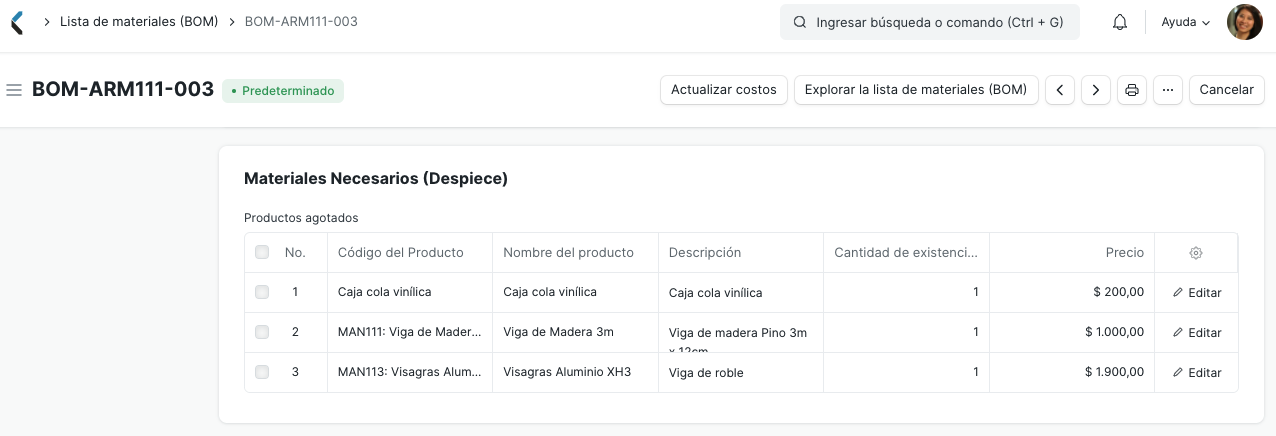 Lista de materiales (BOM) BOM-ARM111-003
Ingresar búsqueda o comando (Ctrl + G)
Ayuda
BOM-ARM111-003
Predeterminado
Actualizar costos
Explorar la lista de materiales (BOM)
...
Cancelar
Materiales Necesarios (Despiece)
Productos agotados
No. Código del Producto Nombre del producto Descripción Cantidad de existenci... Precio
1 Caja cola vinílica Caja cola vinílica Caja cola vinílica 1 $ 200,00 Editar
2 MAN111: Viga de Mader... Viga de Madera 3m Viga de madera Pino 3m 1 $ 1.000,00 Editar
x 12cm
3 MAN113: Visagras Alum... Visagras Aluminio XH3 Viga de roble 1 $ 1.900,00 Editar